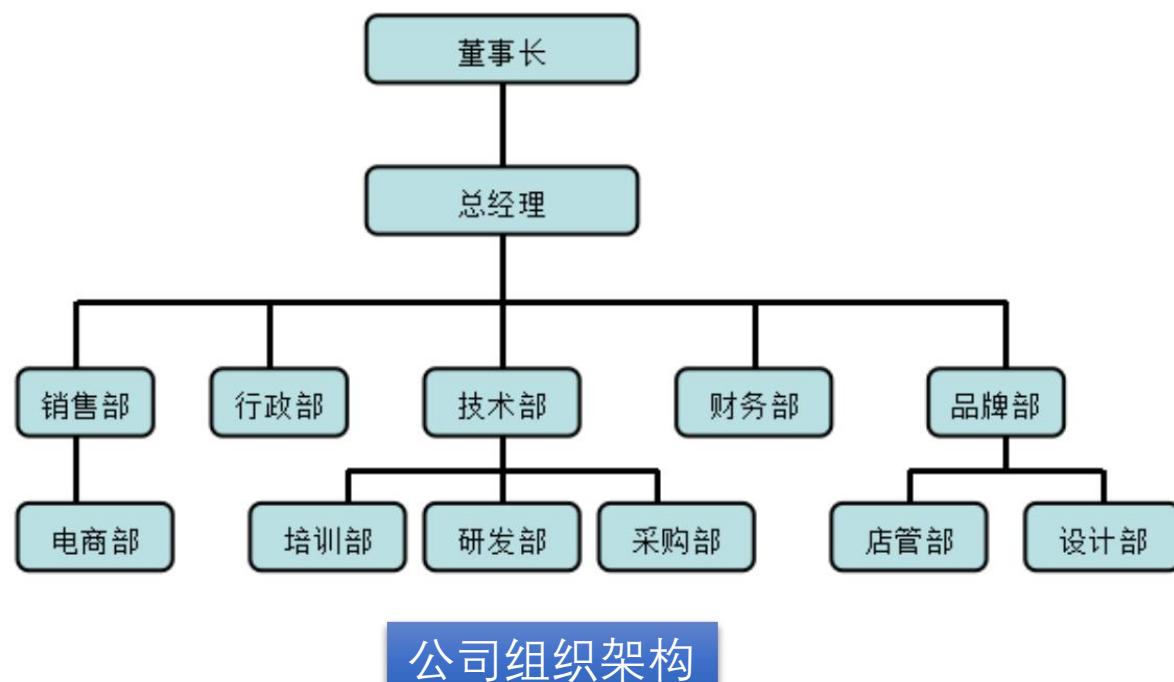 董事长
总经理
销售部 行政部 技术部 财务部 品牌部
电商部 培训部 研发部 采购部 店管部 设计部
公司组织架构